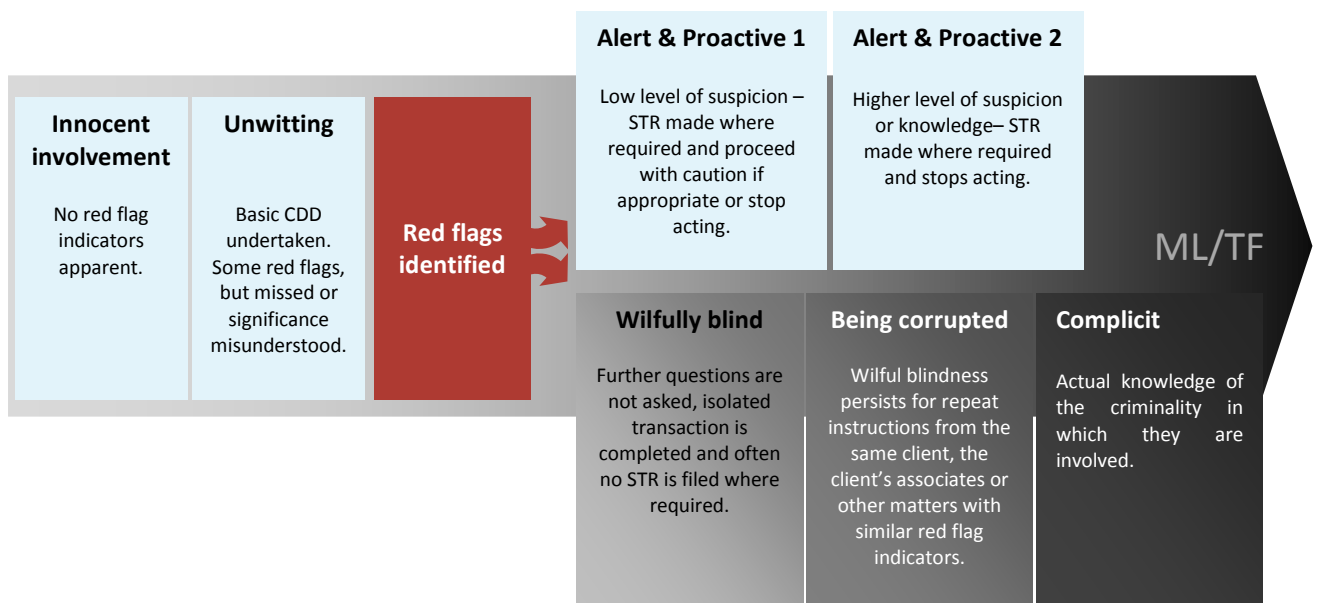 Innocent
involvement
No red flag
indicators
apparent.
Unwitting
Basic CDD
undertaken.
Some red flags,
but missed or
significance
misunderstood.
Red flags
identified
Alert & Proactive 1
Low level of suspicion –
STR made where
required and proceed
with caution if
appropriate or stop
acting.
Alert & Proactive 2
Higher level of suspicion
or knowledge– STR
made where required
and stops acting.
ML/TF
Wilfully blind
Further questions are
not asked, isolated
transaction is
completed and often
no STR is filed where
required.
Being corrupted
Wilful blindness
persists for repeat
instructions from the
same client, the
client’s associates or
other matters with
similar red flag
indicators.
Complicit
Actual knowledge of
the criminality in
which they are
involved.